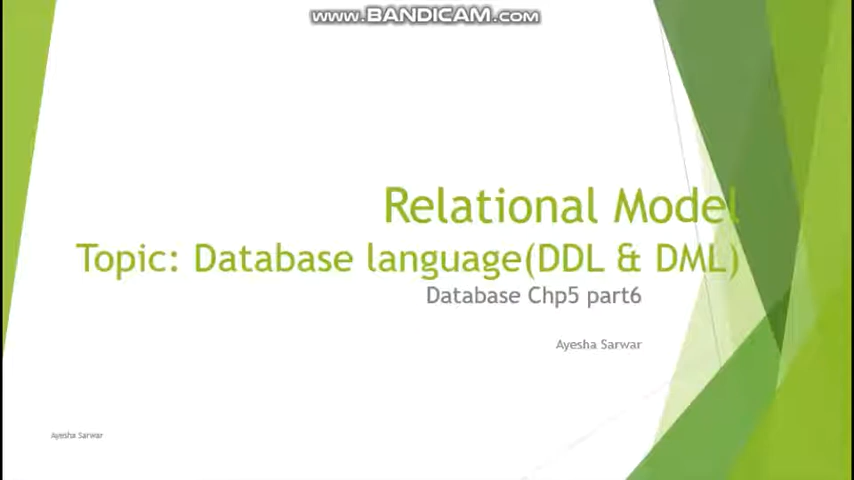 www.BANDICAM.com
Relational Model
Topic: Database language(DDL & DML)
Database Chp5 part6
Ayesha Sarwar
Ayesha Sarwar